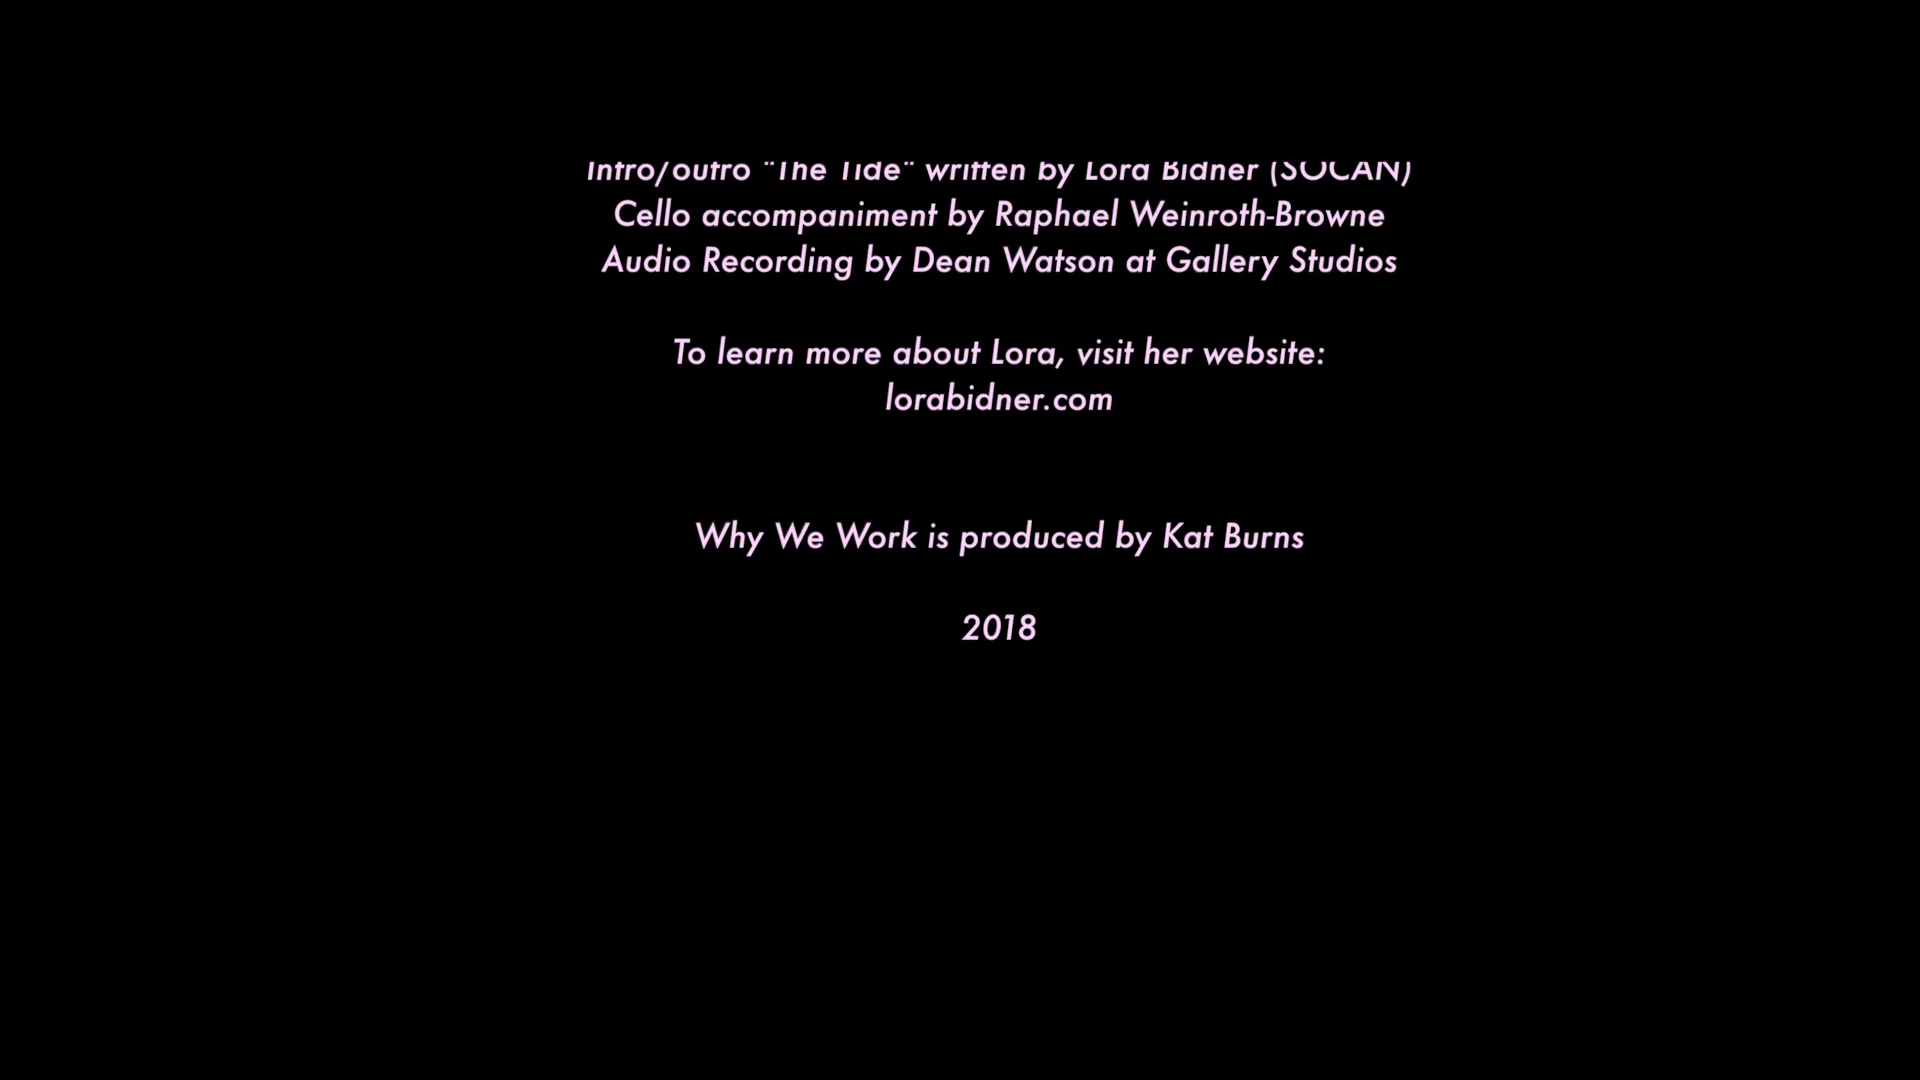 Intro/outro "The Tide" written by Lora Bidner (SOCAN)
Cello accompaniment by Raphael Weinroth-Browne
Audio Recording by Dean Watson at Gallery Studios
To learn more about Lora, visit her website:
lorabidner.com
Why We Work is produced by Kat Burns
2018